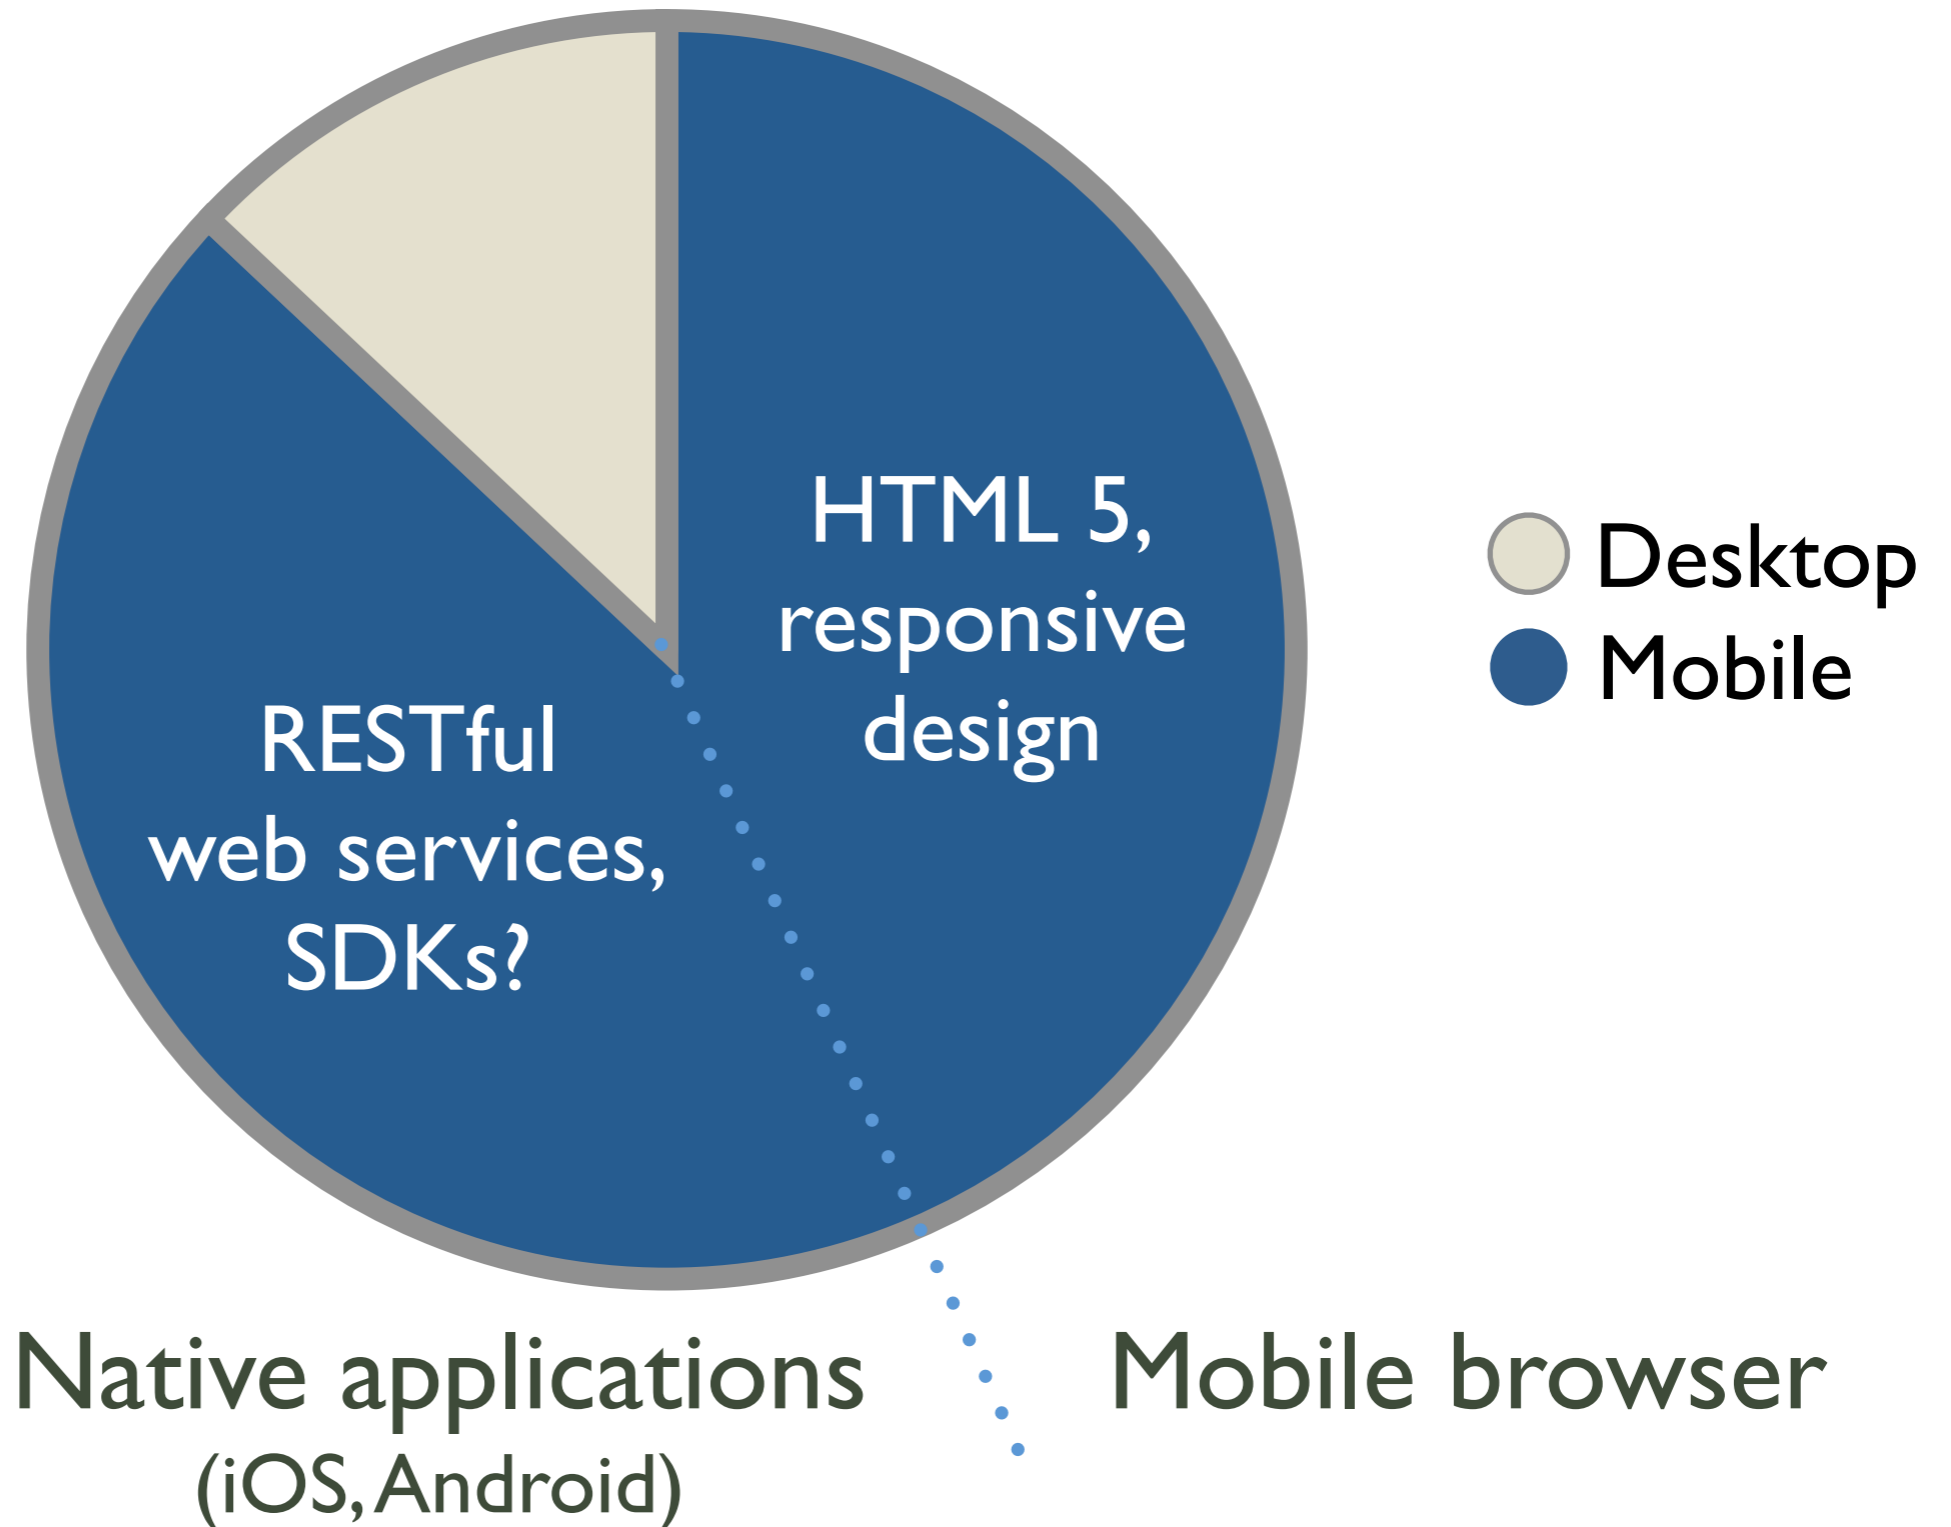 HTML 5,
responsive
design
RESTful
web services,
SDKs?
Desktop
Mobile
Native applications
(iOS, Android)
Mobile browser